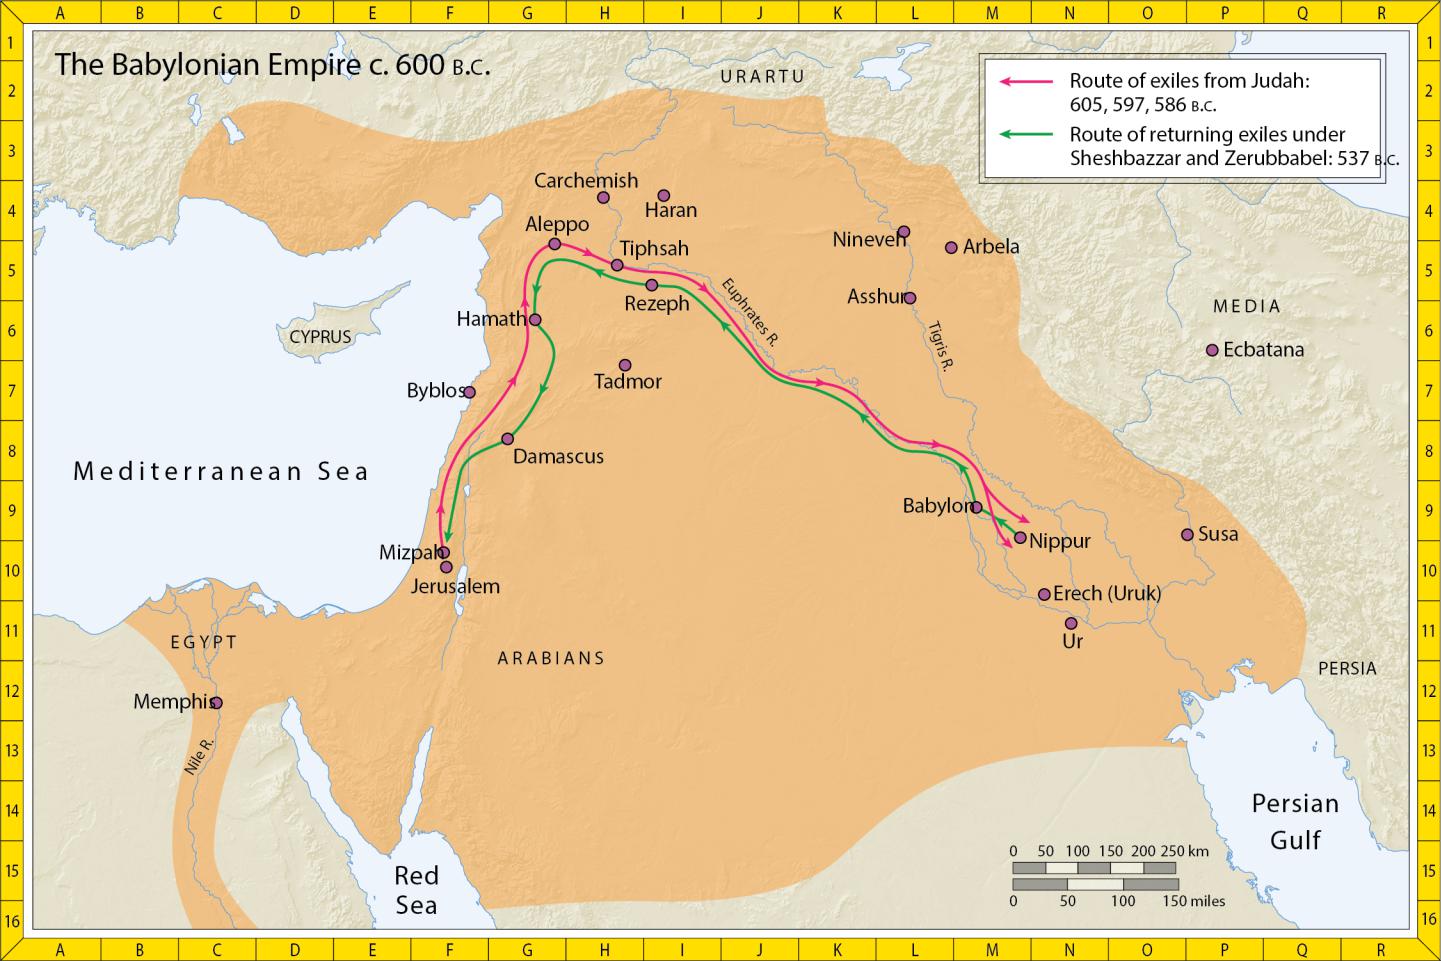 A B C D E F G H I J K L M N O P Q R
1 1
The Babylonian Empire c. 600 B.C.
URARTU
Route of exiles from Judah:
605, 597, 586 B.C.
2 2
Route of returning exiles under
Sheshbazzar and Zerubbabel: 537 B.C.
3 3
Carchemish
4 4
Haran
Aleppo
Nineveh
Arbela
Tiphsah
5 5
Asshur
Rezeph
Euphrates R.
MEDIA
Hamath
6 6
CYPRUS
Tigris R.
Ecbatana
Tadmor
7 7
Byblos
8 8
Damascus
Mediterranean Sea
Babylon
9 9
Susa
Nippur
Mizpah
10 10
Jerusalem
Erech (Uruk)
11 11
EGYPT
Ur
ARABIANS
PERSIA
12 12
Memphis
13 13
Nile R.
14 14
Persian
Gulf
0 50 100 150 200 250 km
15 15
Red
Sea
0 50 100 150 miles
16 16
A B C D E F G H I J K L M N O P Q R